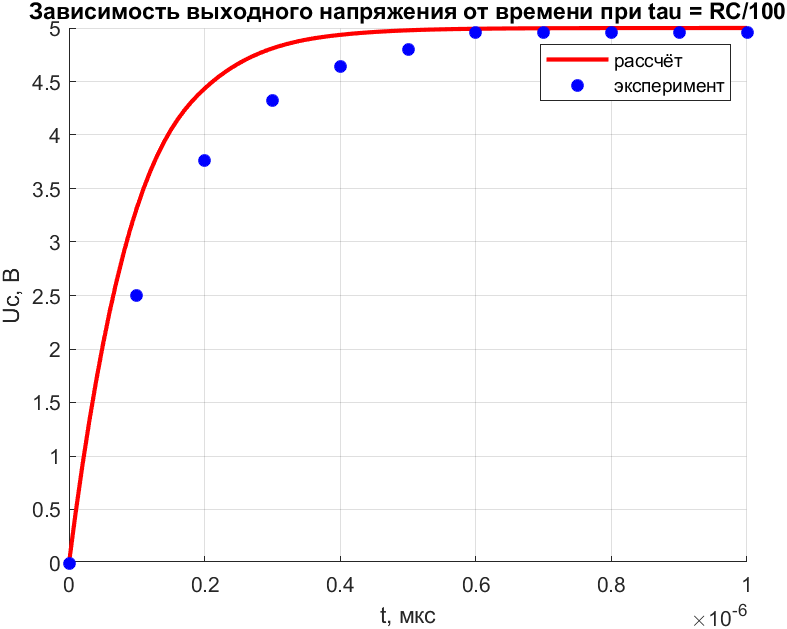 Зависимость выходного напряжения от времени при tau = RC/100
5
4.5
4
3.5
3
2.5
2
1.5
1
0.5
0
Uc, В
рассчёт
эксперимент
0 0.2 0.4 0.6 0.8 1
t, мкс
×10⁻⁶